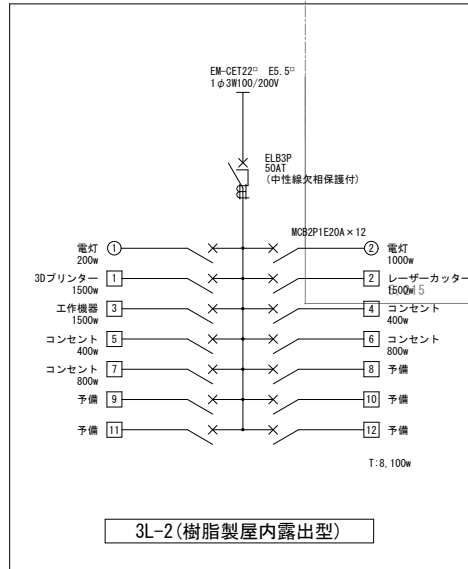 EM-CET22□ E5.5□
1φ3W100/200V
ELB3P
50AT
(中性線欠相保護付)
MCB2P1E20A×12
電灯 ① ② 電灯
200w 1000w
3Dプリンター 1 2 レーザーカッター
1500w 1500w
工作機器 3 4 コンセント
1500w 400w
コンセント 5 6 コンセント
400w 800w
コンセント 7 8 予備
800w
予備 9 10 予備
予備 11 12 予備
T:8,100w
3L-2(樹脂製屋内露出型)